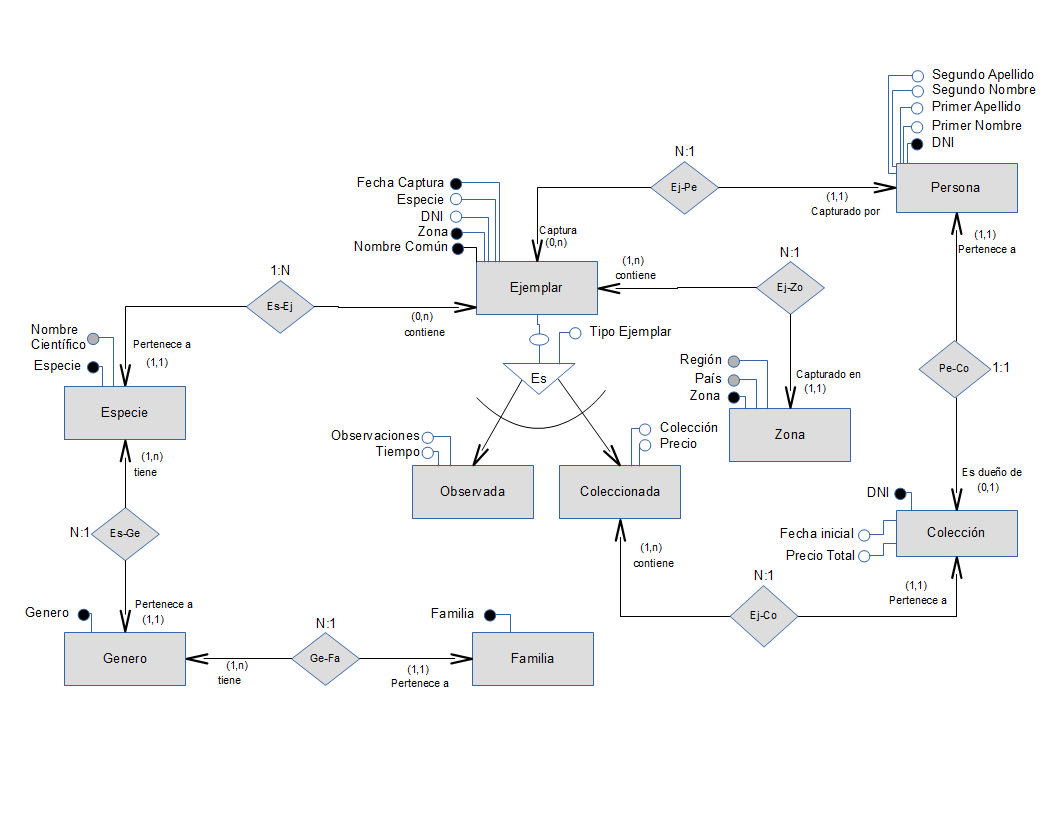 Segundo Apellido
Segundo Nombre
Primer Apellido
Primer Nombre
DNI
N:1
Ej-Pe
Persona
(1,1)
Capturado por
Fecha Captura
Especie
DNI
Zona
Nombre Común
Captura
(0,n)
(1,1)
Pertenece a
N:1
(1,n)
contiene
Ejemplar
Ej-Zo
1:N
Es-Ej
(0,n)
contiene
Nombre
Científico
Especie
Pertenece a
(1,1)
Tipo Ejemplar
Es
Región
País
Zona
Capturado en
(1,1)
Pe-Co
1:1
Especie
Zona
Observaciones
Tiempo
Colección
Precio
(1,n)
tiene
Observada
Coleccionada
Es dueño de
(0,1)
DNI
Fecha inicial
Precio Total
Colección
N:1
Es-Ge
(1,n)
contiene
N:1
Ej-Co
(1,1)
Pertenece a
Genero
Pertenece a
(1,1)
Familia
N:1
Genero
(1,n)
tiene
Ge-Fa
(1,1)
Pertenece a
Familia